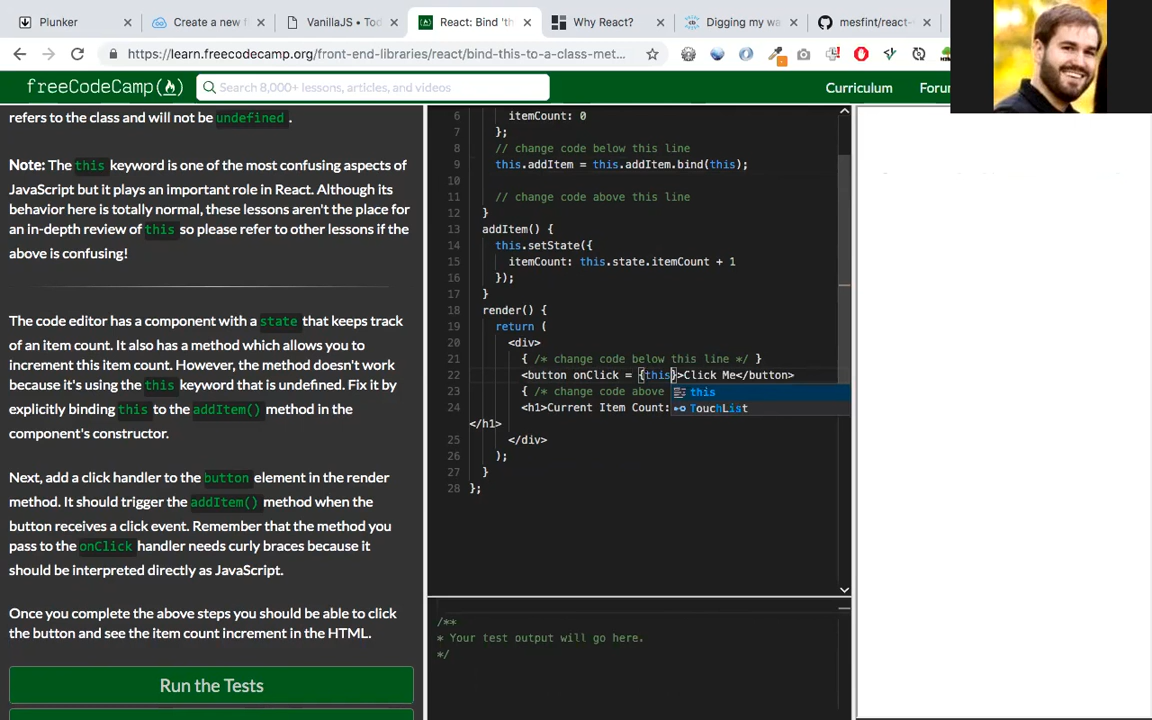 Plunker
Create a new f
VanillaJS • Tod
React: Bind 'th
Why React?
Digging my wa
mesfint/react-
https://learn.freecodecamp.org/front-end-libraries/react/bind-this-to-a-class-met...
freeCodeCamp
Search 8,000+ lessons, articles, and videos
Curriculum
Forum
refers to the class and will not be undefined .
Note: The this keyword is one of the most confusing aspects of
JavaScript but it plays an important role in React. Although its
behavior here is totally normal, these lessons aren't the place for
an in-depth review of this so please refer to other lessons if the
above is confusing!
The code editor has a component with a state that keeps track
of an item count. It also has a method which allows you to
increment this item count. However, the method doesn't work
because it's using the this keyword that is undefined. Fix it by
explicitly binding this to the addItem() method in the
component's constructor.
Next, add a click handler to the button element in the render
method. It should trigger the addItem() method when the
button receives a click event. Remember that the method you
pass to the onClick handler needs curly braces because it
should be interpreted directly as JavaScript.
Once you complete the above steps you should be able to click
the button and see the item count increment in the HTML.
Run the Tests
6 itemCount: 0
7 };
8 // change code below this line
9 this.addItem = this.addItem.bind(this);
10
11 // change code above this line
12 }
13 addItem() {
14 this.setState({
15 itemCount: this.state.itemCount + 1
16 });
17 }
18 render() {
19 return (
20 <div>
21 { /* change code below this line */ }
22 <button onClick = {this}>Click Me</button>
23 { /* change code above
this
24 <h1>Current Item Count:
TouchList
</h1>
25 </div>
26 );
27 }
28 };
/**
* Your test output will go here.
*/